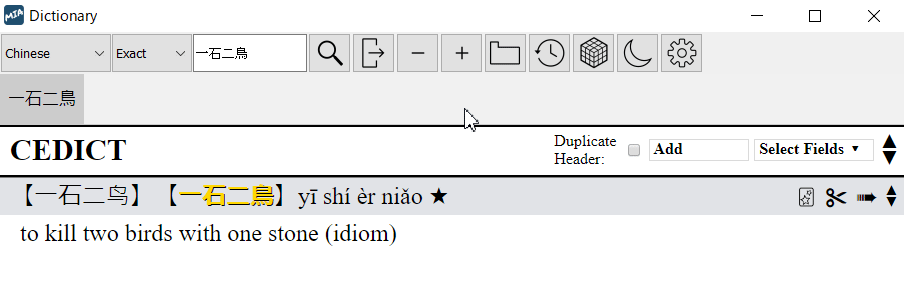 MIA Dictionary
Chinese Exact 一石二鳥
一石二鳥
CEDICT Duplicate Header: Add Select Fields ▼
【一石二鸟】【一石二鳥】yī shí èr niǎo ★
to kill two birds with one stone (idiom)